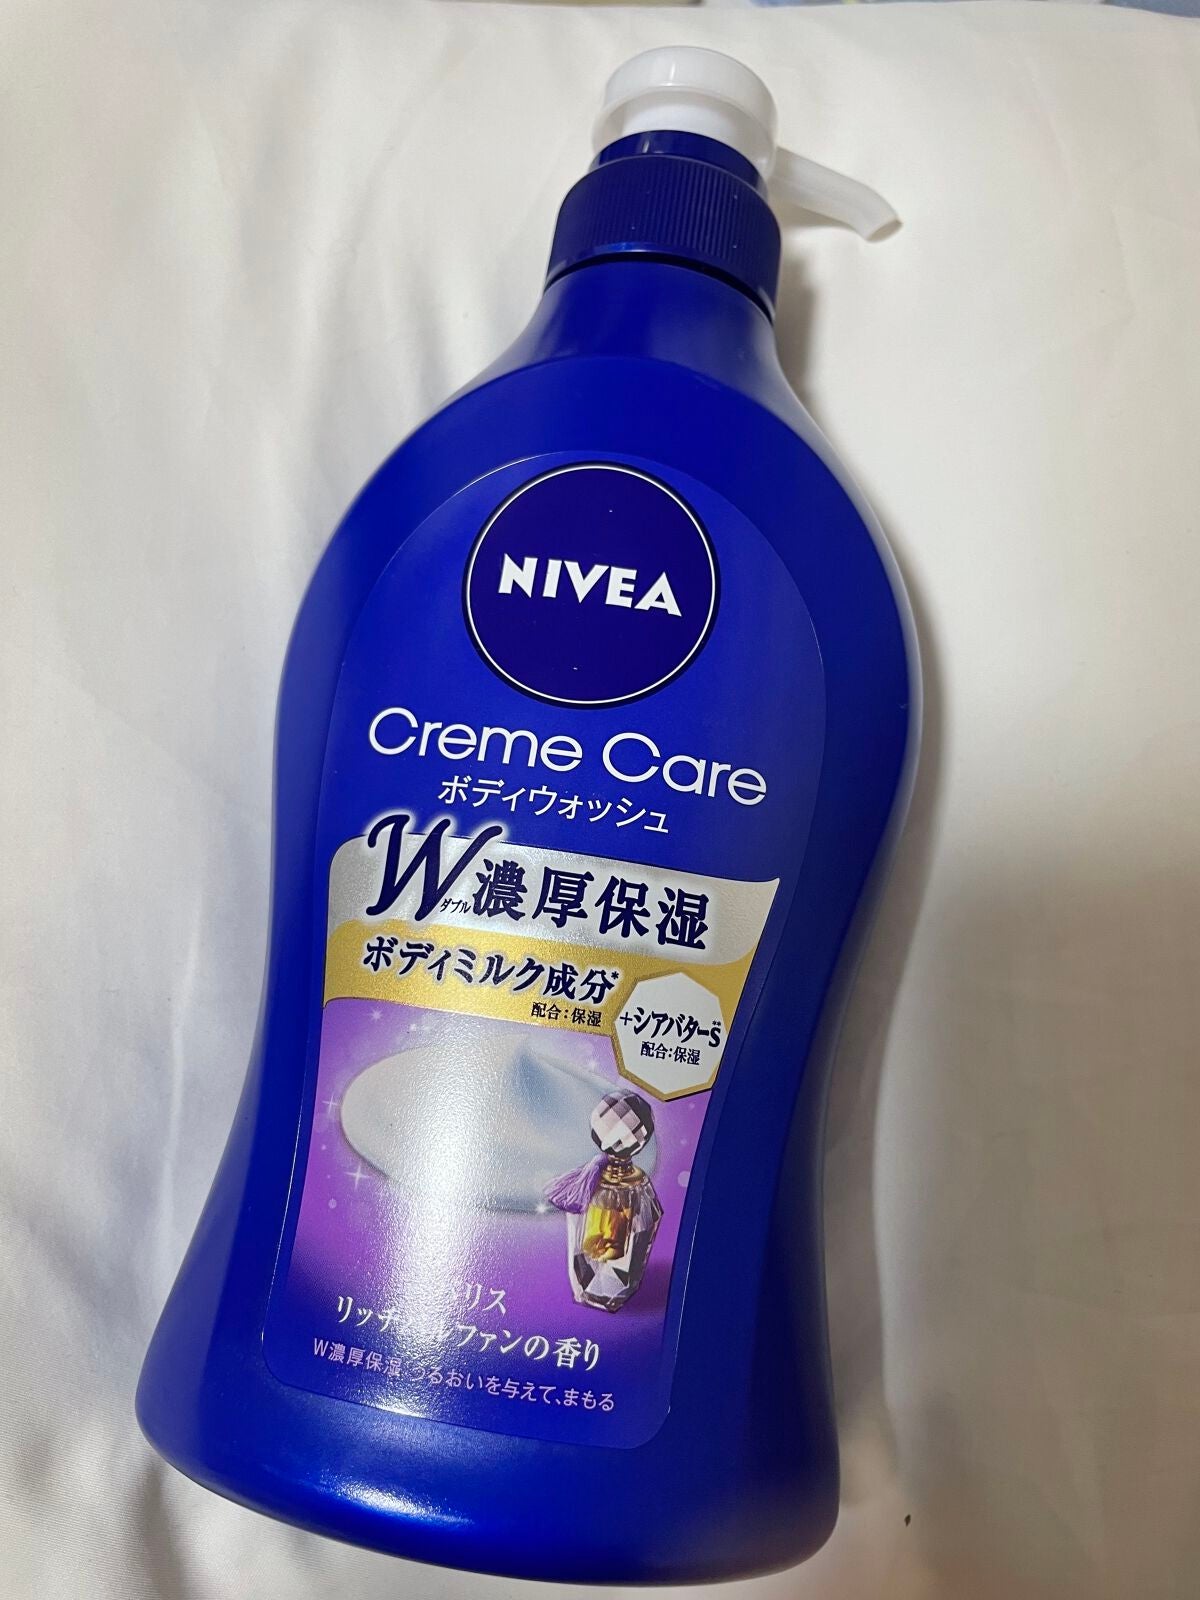 NIVEA
Creme Care
ボディウォッシュ
W濃厚保湿
ダブル
ボディミルク成分*
配合:保湿
+シアバターS**
配合:保湿
リス
リッチ ファンの香り
W濃厚保湿 うるおいを与えて、まもる